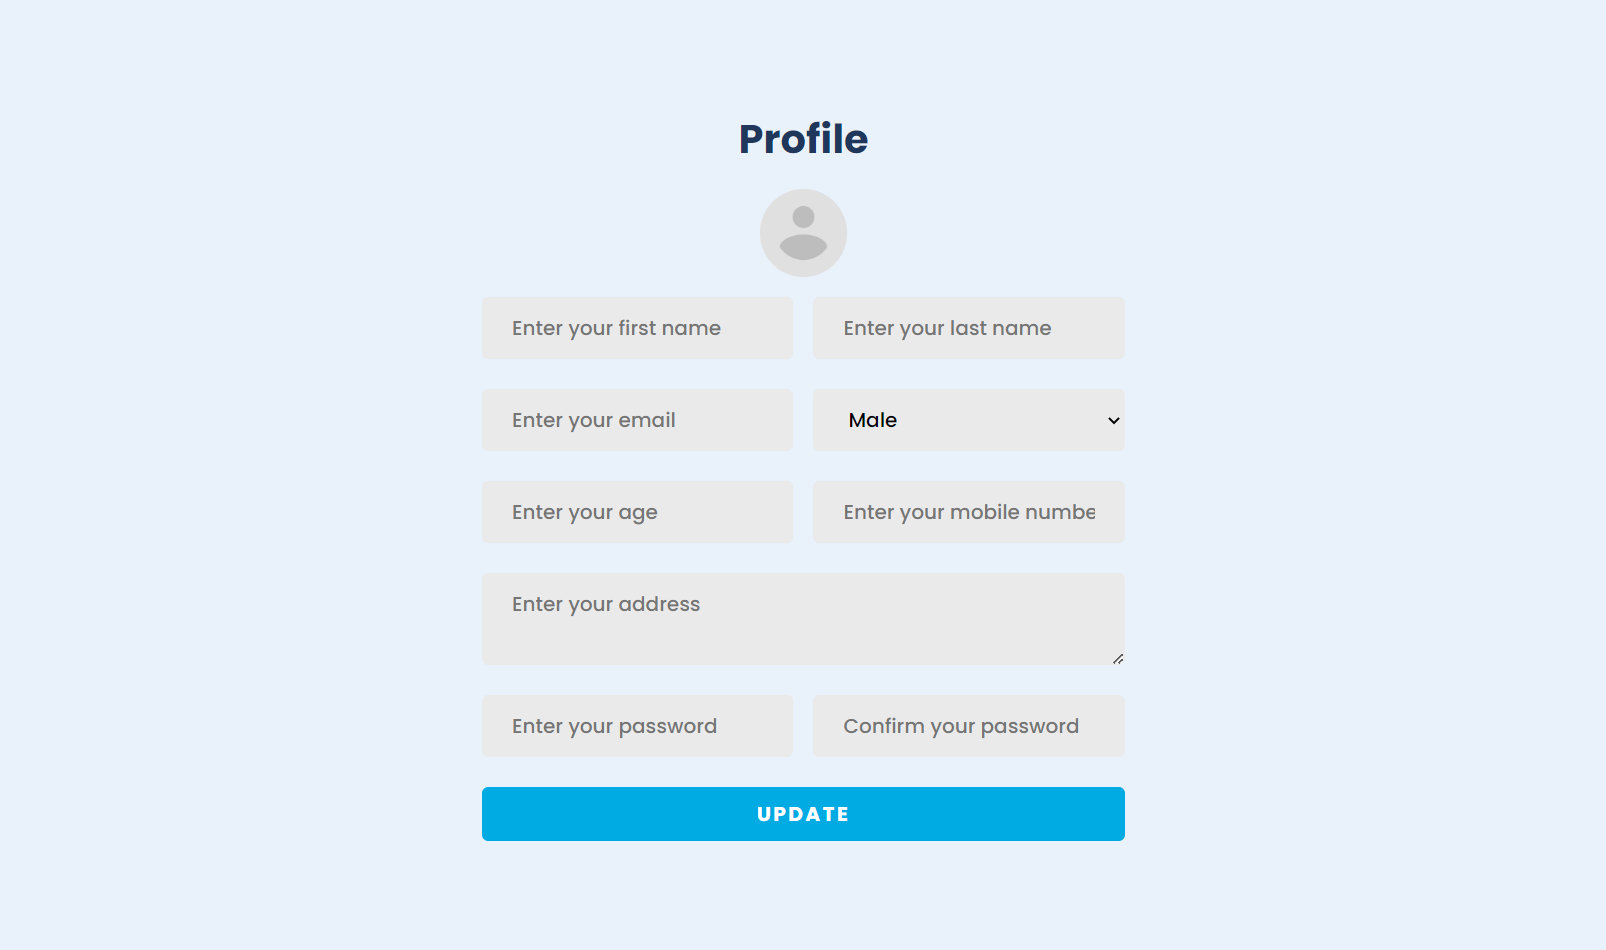 Profile
Enter your first name
Enter your last name
Enter your email
Male
Enter your age
Enter your mobile numbe
Enter your address
Enter your password
Confirm your password
UPDATE